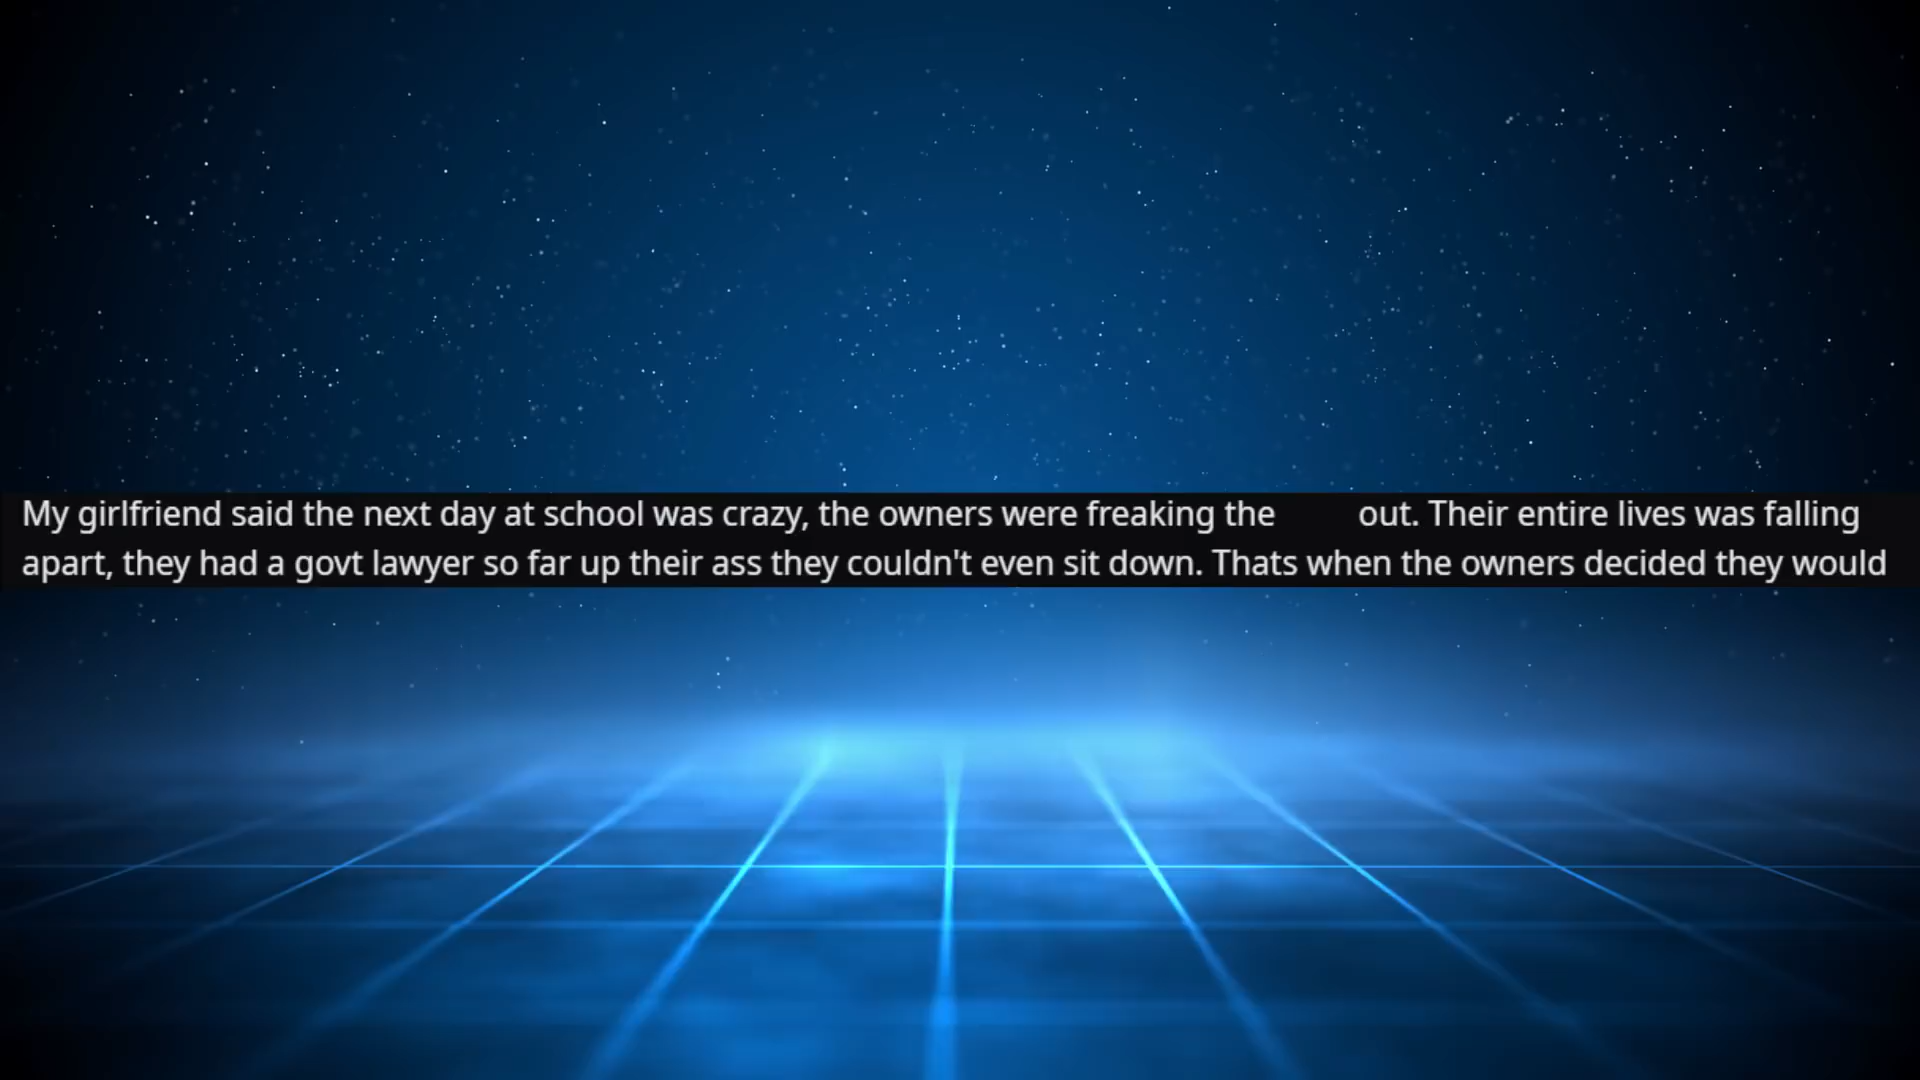 My girlfriend said the next day at school was crazy, the owners were freaking the out. Their entire lives was falling
apart, they had a govt lawyer so far up their ass they couldn't even sit down. Thats when the owners decided they would